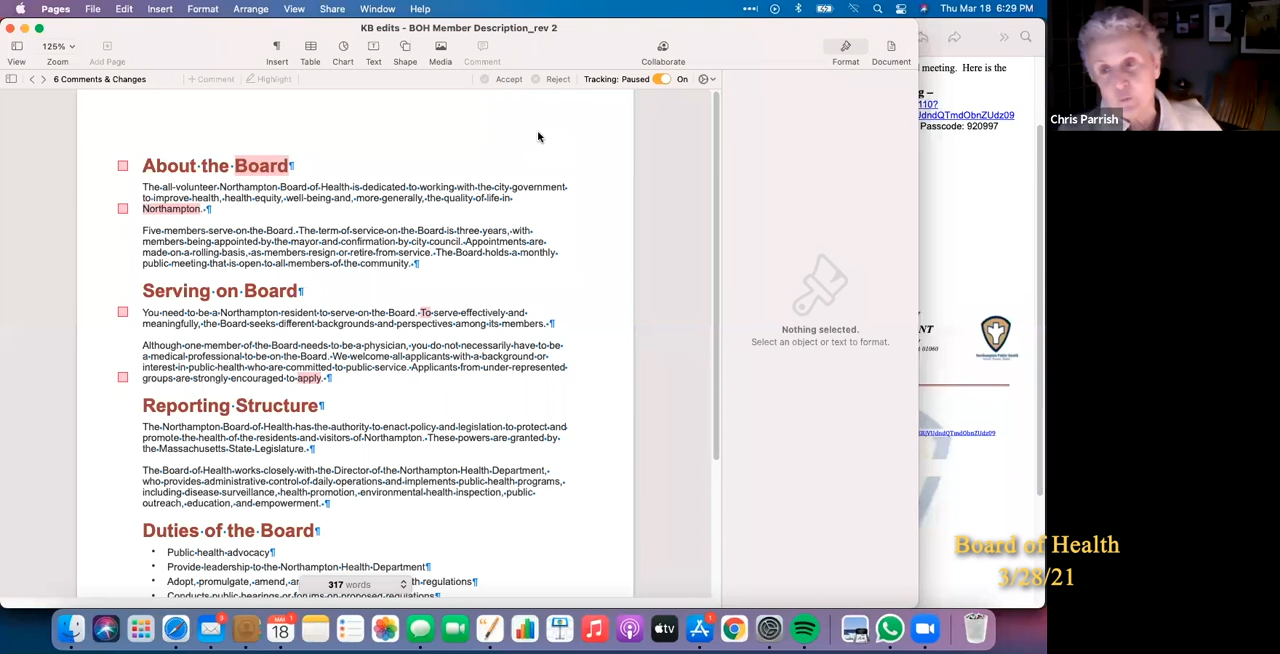 Pages File Edit Insert Format Arrange View Share Window Help Thu Mar 18 6:29 PM
KB edits - BOH Member Description_rev 2
125%
View Zoom Add Page Insert Table Chart Text Shape Media Comment Collaborate Format Document
6 Comments & Changes + Comment Highlight Accept Reject Tracking: Paused On
About the Board¶
The all-volunteer Northampton Board of Health is dedicated to working with the city government
to improve health, health equity, well-being and, more generally, the quality of life in
Northampton. ¶
Five members serve on the Board. The term of service on the Board is three years, with
members being appointed by the mayor and confirmation by city council. Appointments are
made on a rolling basis, as members resign or retire from service. The Board holds a monthly
public meeting that is open to all members of the community. ¶
Serving on Board¶
You need to be a Northampton resident to serve on the Board. To serve effectively and
meaningfully, the Board seeks different backgrounds and perspectives among its members. ¶
Although one member of the Board needs to be a physician, you do not necessarily have to be
a medical professional to be on the Board. We welcome all applicants with a background or
interest in public health who are committed to public service. Applicants from under-represented
groups are strongly encouraged to apply. ¶
Reporting Structure¶
The Northampton Board of Health has the authority to enact policy and legislation to protect and
promote the health of the residents and visitors of Northampton. These powers are granted by
the Massachusetts State Legislature. ¶
The Board of Health works closely with the Director of the Northampton Health Department,
who provides administrative control of daily operations and implements public health programs,
including disease surveillance, health promotion, environmental health inspection, public
outreach, education, and empowerment. ¶
Duties of the Board¶
• Public health advocacy¶
• Provide leadership to the Northampton Health Department¶
• Adopt, promulgate, amend, th regulations¶
• Conducts public hearings or forums on proposed regulations¶
317 words
Nothing selected.
Select an object or text to format.
meeting. Here is the
g –
110?
JdndQTmdObnZUdz09
Passcode: 920997
NT
01060
Chris Parrish
Board of Health
3/28/21
18
tv